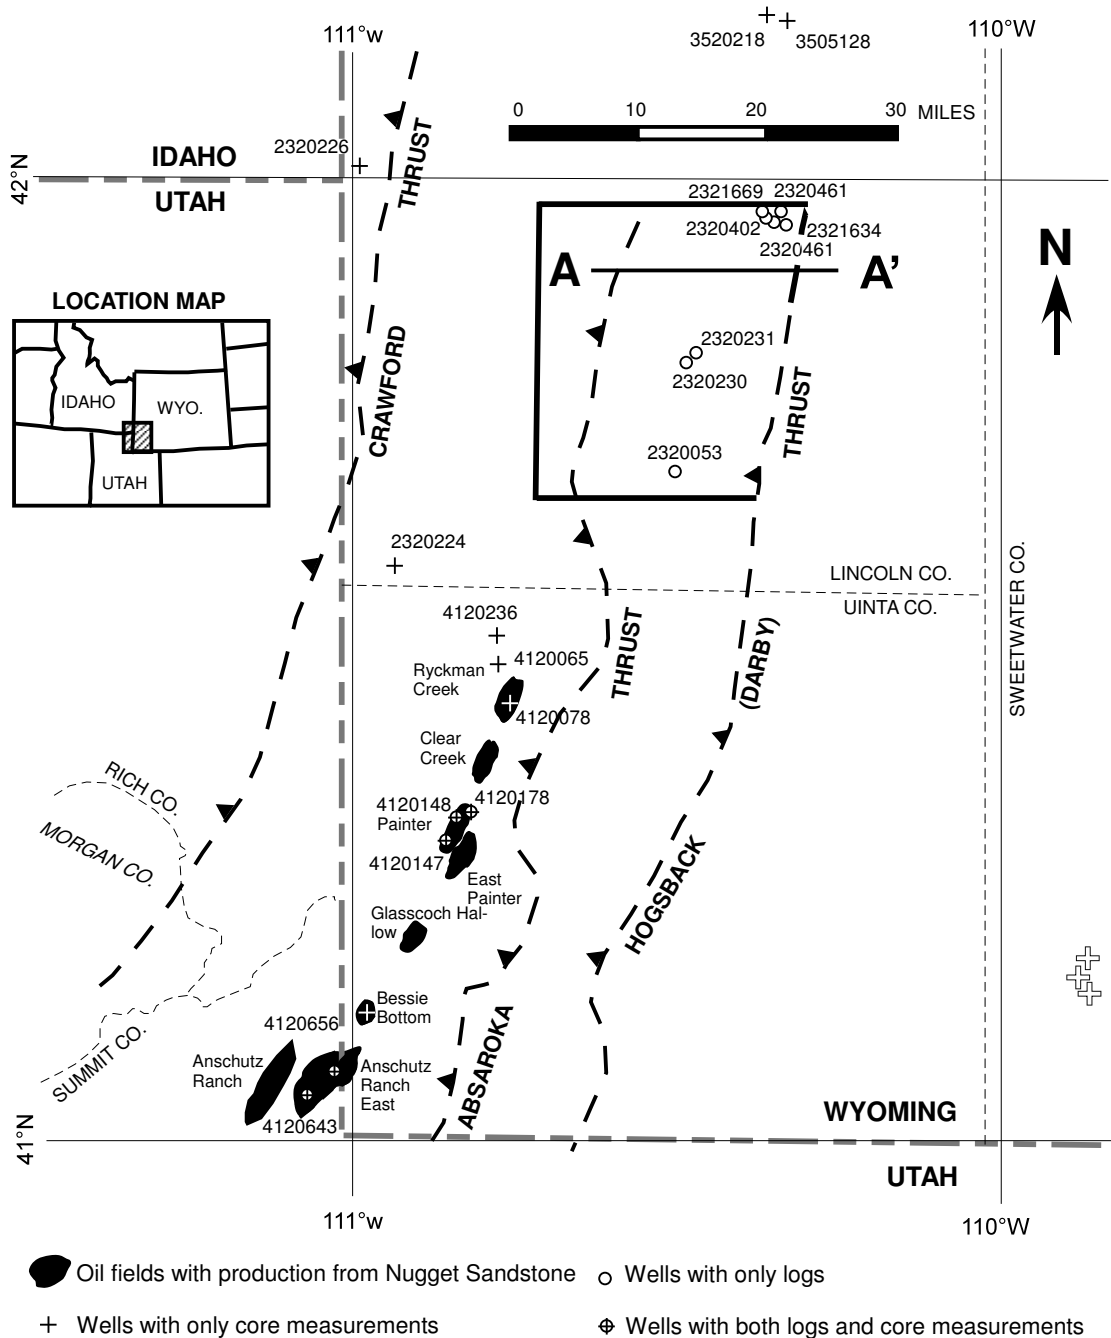 111°w
110°W
3520218
3505128
0
10
20
30
MILES
2320226
IDAHO
42°N
UTAH
THRUST
2321669
2320461
2320402
2321634
2320461
A
A’
N
LOCATION MAP
IDAHO
WYO.
UTAH
CRAWFORD
2320231
2320230
THRUST
2320053
2320224
LINCOLN CO.
UINTA CO.
SWEETWATER CO.
4120236
4120065
Ryckman
Creek
4120078
THRUST
(DARBY)
Clear
Creek
RICH CO.
MORGAN CO.
4120148
4120178
Painter
4120147
East
Painter
HOGSBACK
Glasscoch Hal-
low
Bessie
Bottom
4120656
SUMMIT CO.
Anschutz
Ranch
Anschutz
Ranch
East
4120643
ABSAROKA
WYOMING
41°N
UTAH
111°w
110°W
Oil fields with production from Nugget Sandstone
Wells with only logs
Wells with only core measurements
Wells with both logs and core measurements